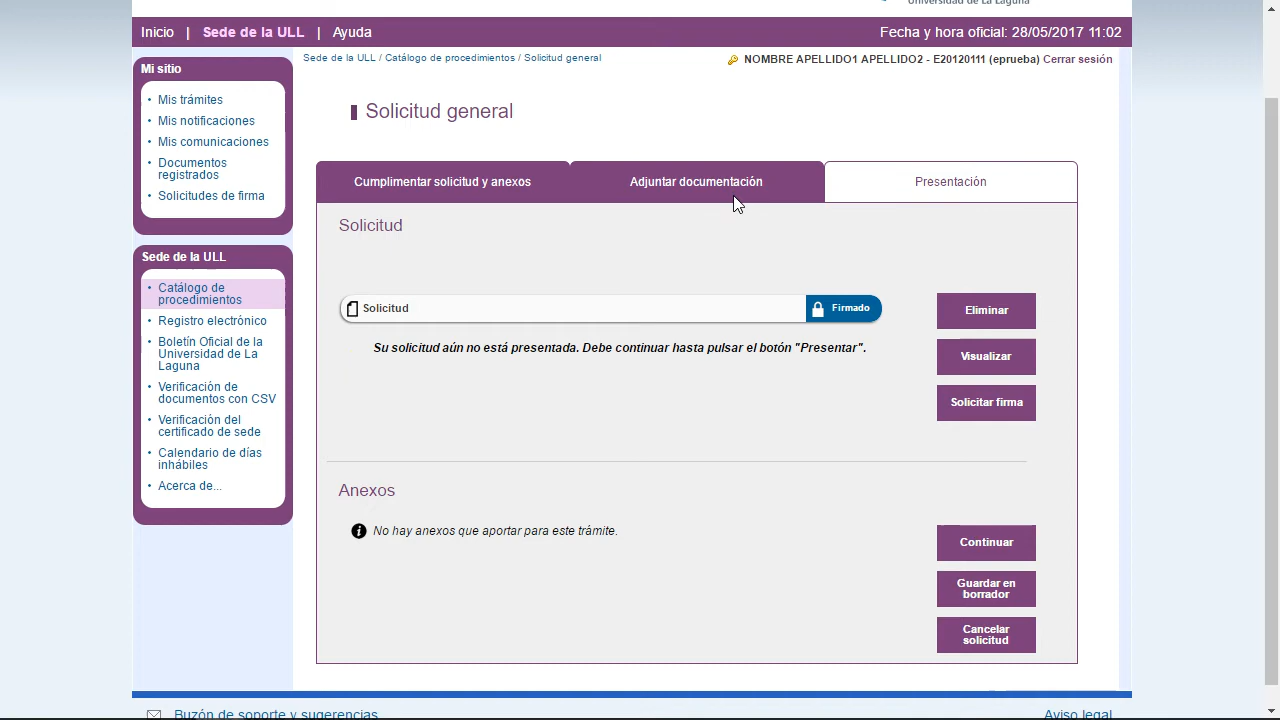 Universidad de La Laguna
Inicio | Sede de la ULL | Ayuda
Fecha y hora oficial: 28/05/2017 11:02
Mi sitio
Mis trámites
Mis notificaciones
Mis comunicaciones
Documentos
registrados
Solicitudes de firma
Sede de la ULL
Catálogo de
procedimientos
Registro electrónico
Boletín Oficial de la
Universidad de La
Laguna
Verificación de
documentos con CSV
Verificación del
certificado de sede
Calendario de días
inhábiles
Acerca de...
Sede de la ULL / Catálogo de procedimientos / Solicitud general
NOMBRE APELLIDO1 APELLIDO2 - E20120111 (eprueba) Cerrar sesión
Solicitud general
Cumplimentar solicitud y anexos
Adjuntar documentación
Presentación
Solicitud
Solicitud
Firmado
Su solicitud aún no está presentada. Debe continuar hasta pulsar el botón "Presentar".
Eliminar
Visualizar
Solicitar firma
Anexos
No hay anexos que aportar para este trámite.
Continuar
Guardar en
borrador
Cancelar
solicitud
Buzón de soporte y sugerencias
Aviso legal